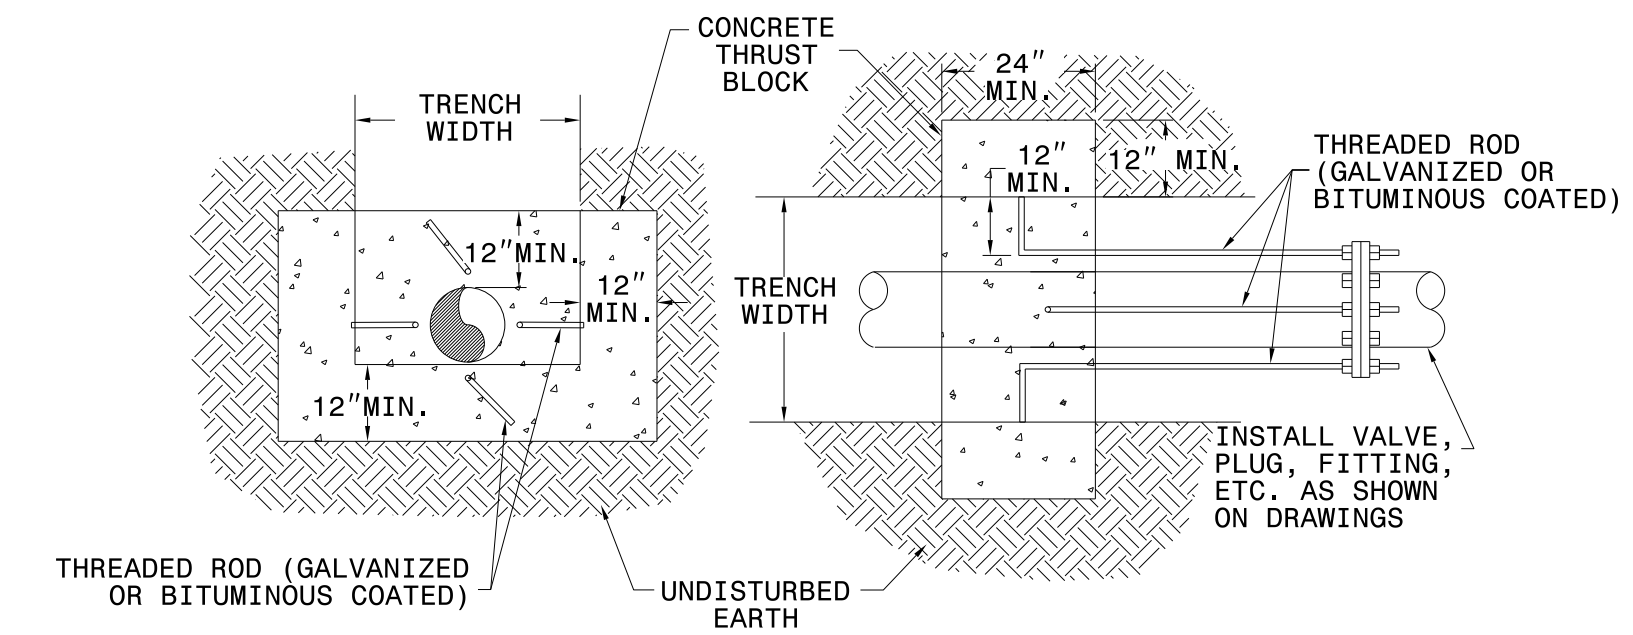 CONCRETE
THRUST
BLOCK
TRENCH
WIDTH
12"MIN.
12"
MIN.
12"MIN.
THREADED ROD (GALVANIZED
OR BITUMINOUS COATED)
UNDISTURBED
EARTH
24"
MIN.
12"
MIN.
12" MIN.
TRENCH
WIDTH
THREADED ROD
(GALVANIZED OR
BITUMINOUS COATED)
INSTALL VALVE,
PLUG, FITTING,
ETC. AS SHOWN
ON DRAWINGS